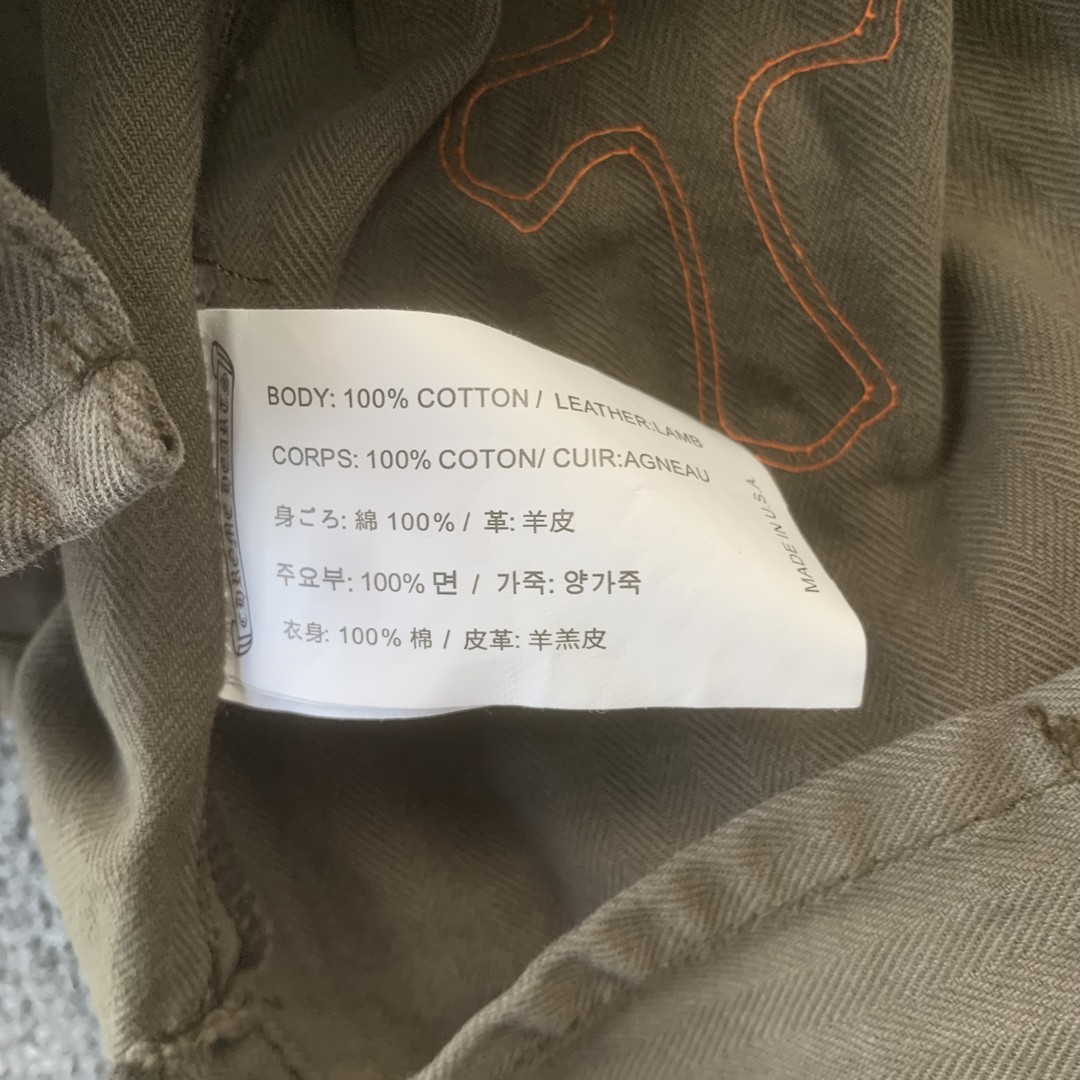 BODY: 100% COTTON / LEATHER:LAMB
CORPS: 100% COTON/ CUIR:AGNEAU
身ごろ: 綿 100% / 革: 羊皮
주요부: 100% 면 / 가죽: 양가죽
衣身: 100% 棉 / 皮革: 羊羔皮
MADE IN U.S.A.
CHROME HEARTS